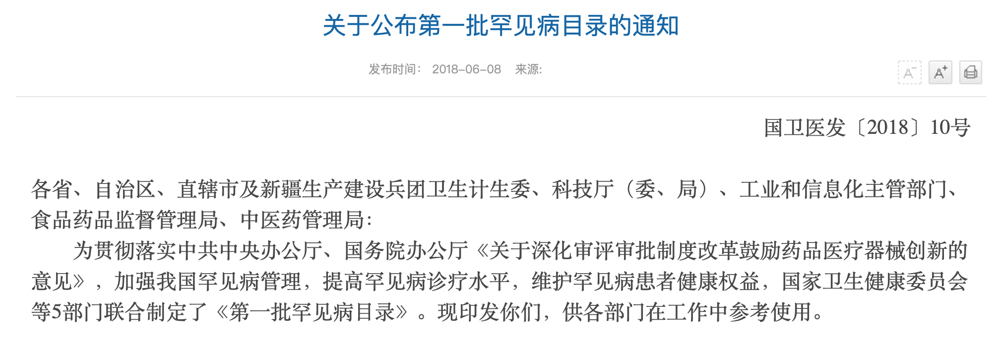 关于公布第一批罕见病目录的通知
发布时间： 2018-06-08 来源:
A- A+
国卫医发〔2018〕10号
各省、自治区、直辖市及新疆生产建设兵团卫生计生委、科技厅（委、局）、工业和信息化主管部门、
食品药品监督管理局、中医药管理局：
为贯彻落实中共中央办公厅、国务院办公厅《关于深化审评审批制度改革鼓励药品医疗器械创新的
意见》，加强我国罕见病管理，提高罕见病诊疗水平，维护罕见病患者健康权益，国家卫生健康委员会
等5部门联合制定了《第一批罕见病目录》。现印发你们，供各部门在工作中参考使用。